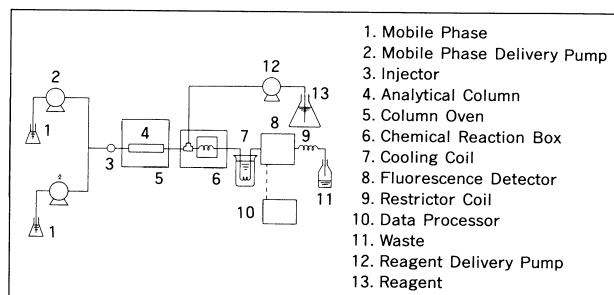 1. Mobile Phase
2. Mobile Phase Delivery Pump
3. Injector
4. Analytical Column
5. Column Oven
6. Chemical Reaction Box
7. Cooling Coil
8. Fluorescence Detector
9. Restrictor Coil
10. Data Processor
11. Waste
12. Reagent Delivery Pump
13. Reagent
12
2
13
8
1
4
7
9
3
5
6
2
10
11
1